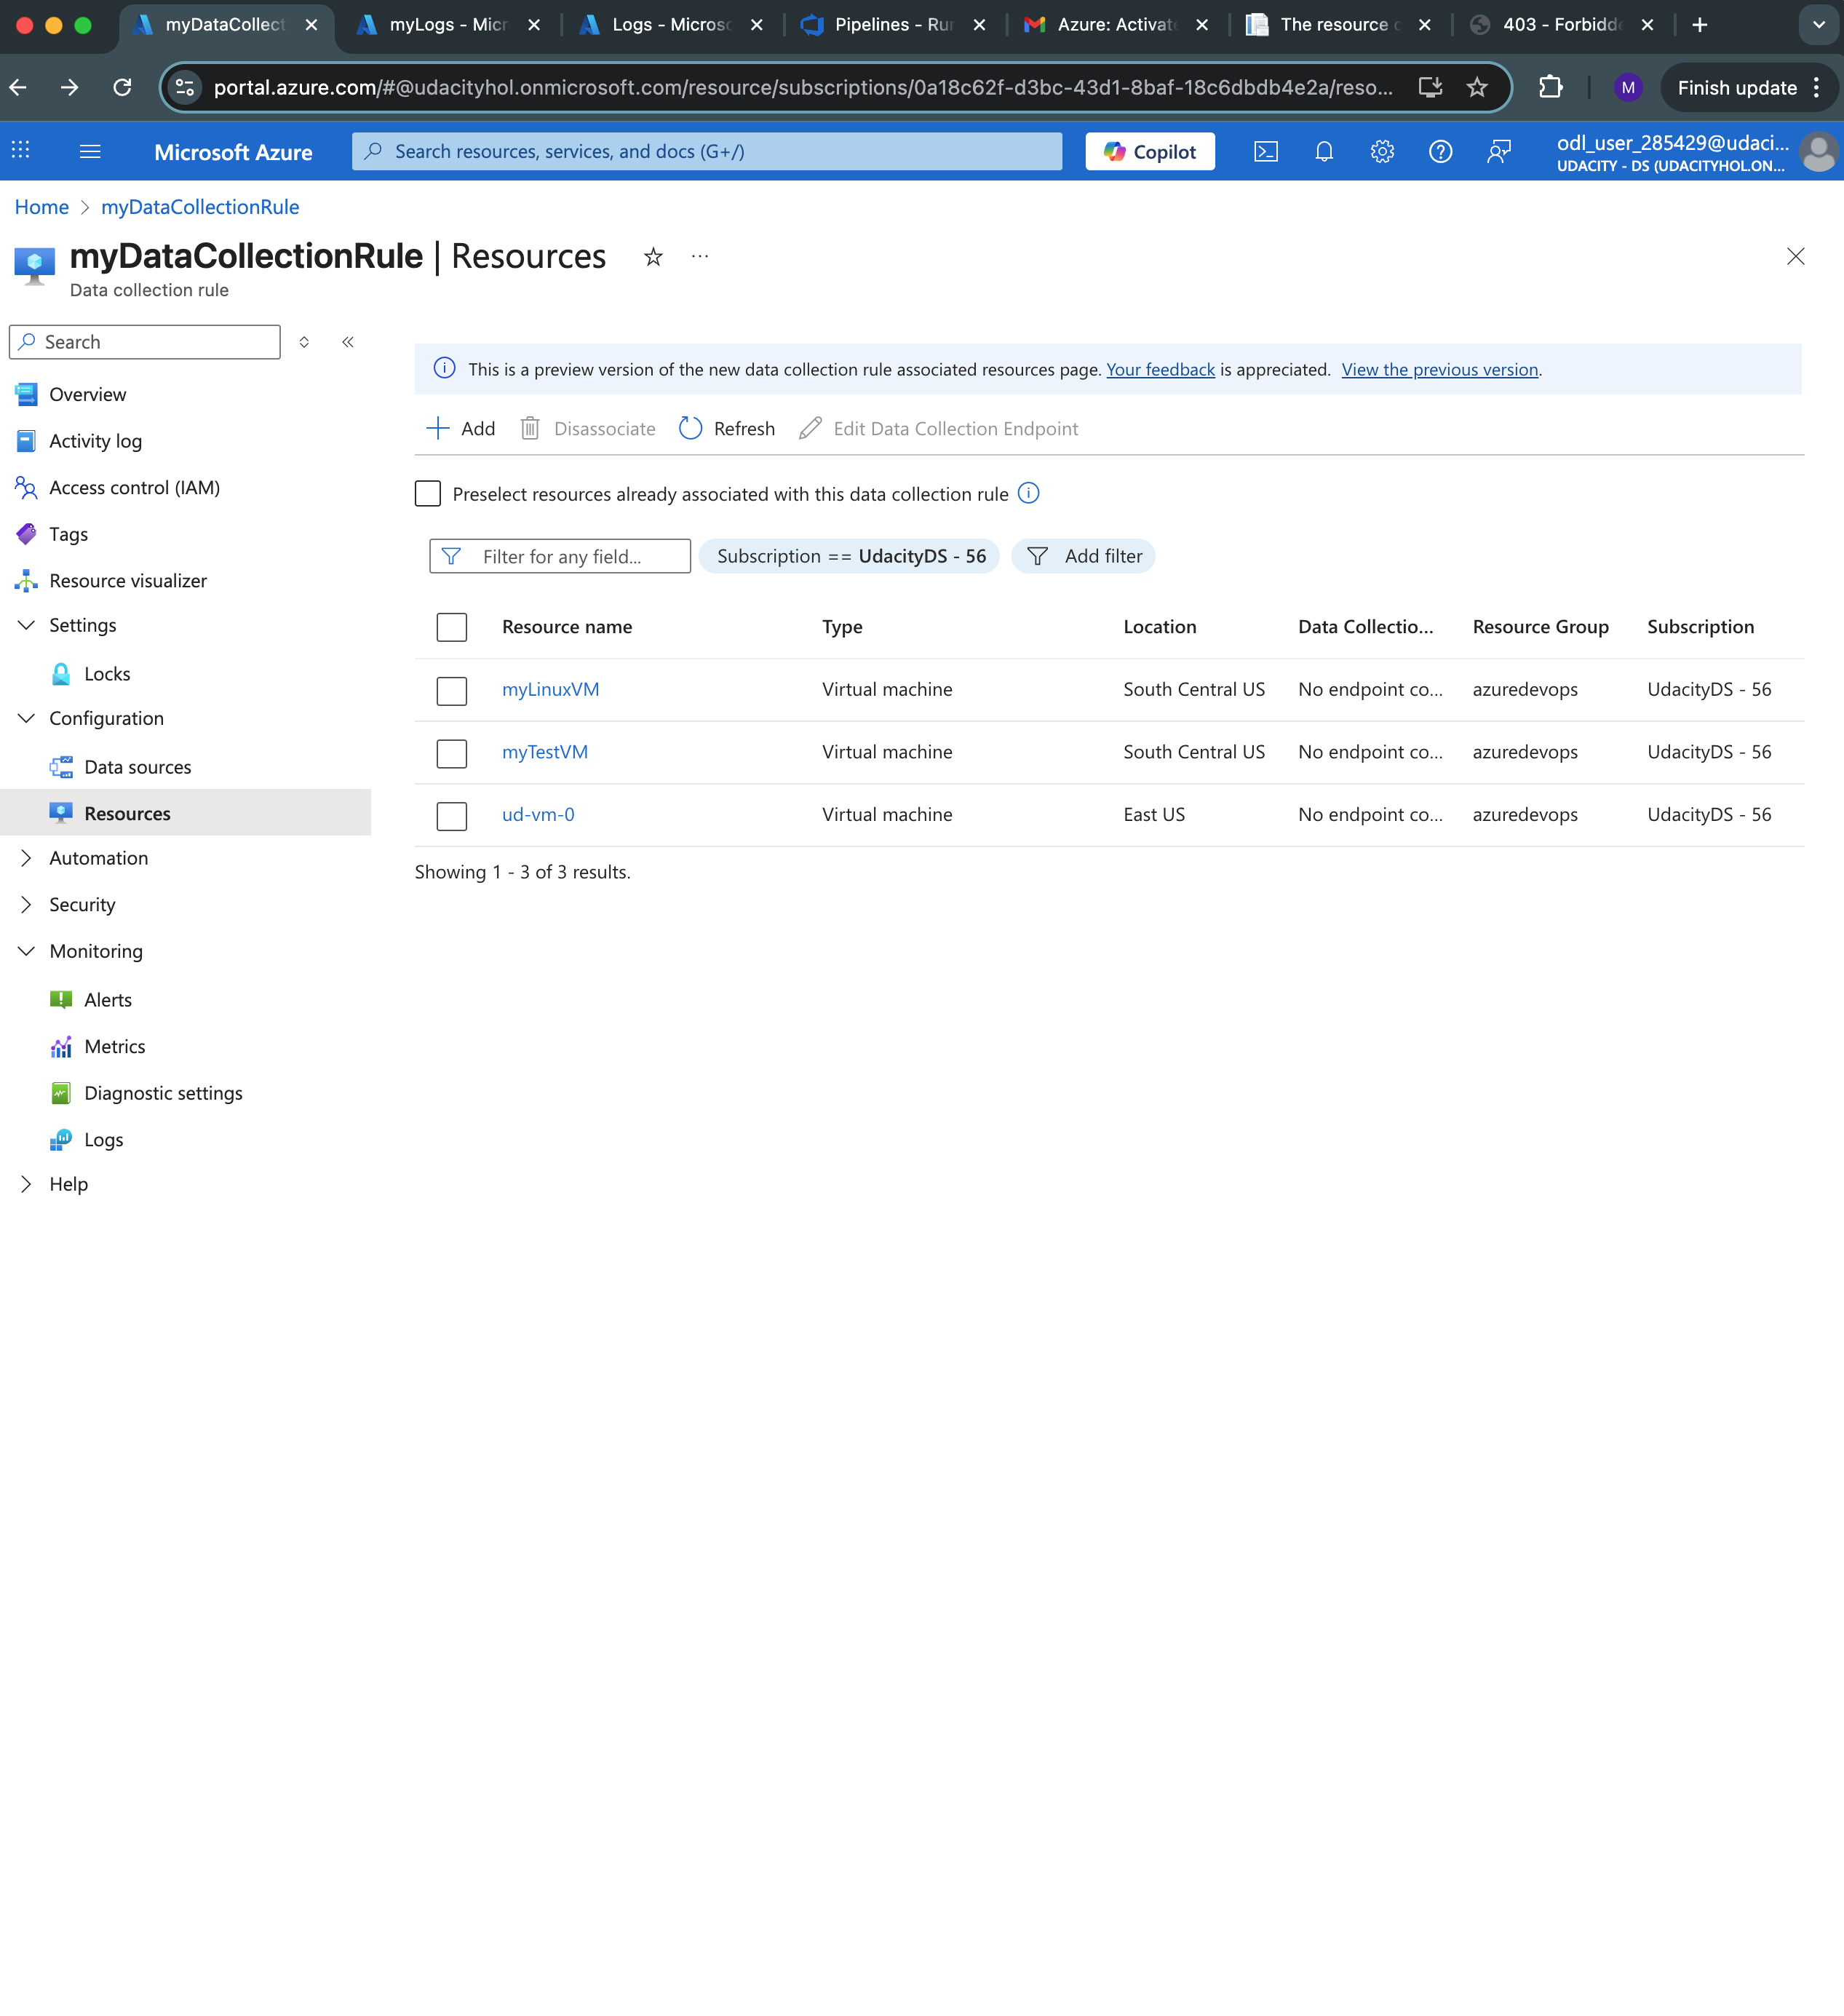 myDataCollect
myLogs - Micr
Logs - Microso
Pipelines - Run
Azure: Activate
The resource c
403 - Forbidde
portal.azure.com/#@udacityhol.onmicrosoft.com/resource/subscriptions/0a18c62f-d3bc-43d1-8baf-18c6dbdb4e2a/reso...
M
Finish update
Microsoft Azure
Search resources, services, and docs (G+/)
Copilot
odl_user_285429@udaci...
UDACITY - DS (UDACITYHOL.ON...
Home > myDataCollectionRule
myDataCollectionRule | Resources
Data collection rule
Search
Overview
Activity log
Access control (IAM)
Tags
Resource visualizer
Settings
Locks
Configuration
Data sources
Resources
Automation
Security
Monitoring
Alerts
Metrics
Diagnostic settings
Logs
Help
This is a preview version of the new data collection rule associated resources page. Your feedback is appreciated. View the previous version.
Add Disassociate Refresh Edit Data Collection Endpoint
Preselect resources already associated with this data collection rule
Filter for any field... Subscription == UdacityDS - 56 Add filter
Resource name Type Location Data Collectio... Resource Group Subscription
myLinuxVM Virtual machine South Central US No endpoint co... azuredevops UdacityDS - 56
myTestVM Virtual machine South Central US No endpoint co... azuredevops UdacityDS - 56
ud-vm-0 Virtual machine East US No endpoint co... azuredevops UdacityDS - 56
Showing 1 - 3 of 3 results.